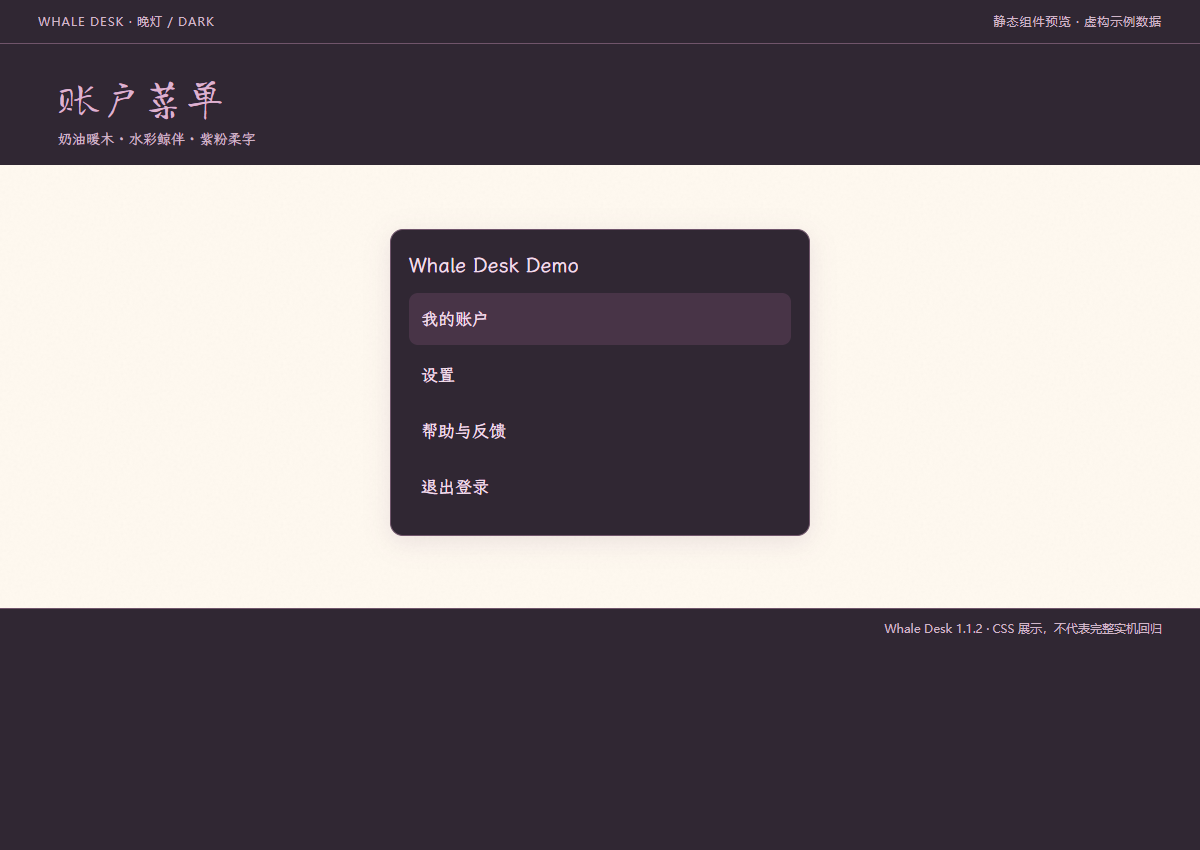 WHALE DESK · 晚灯 / DARK
静态组件预览 · 虚构示例数据
账户菜单
奶油暖木 · 水彩鲸伴 · 紫粉柔字
Whale Desk Demo
我的账户
设置
帮助与反馈
退出登录
Whale Desk 1.1.2 · CSS 展示，不代表完整实机回归